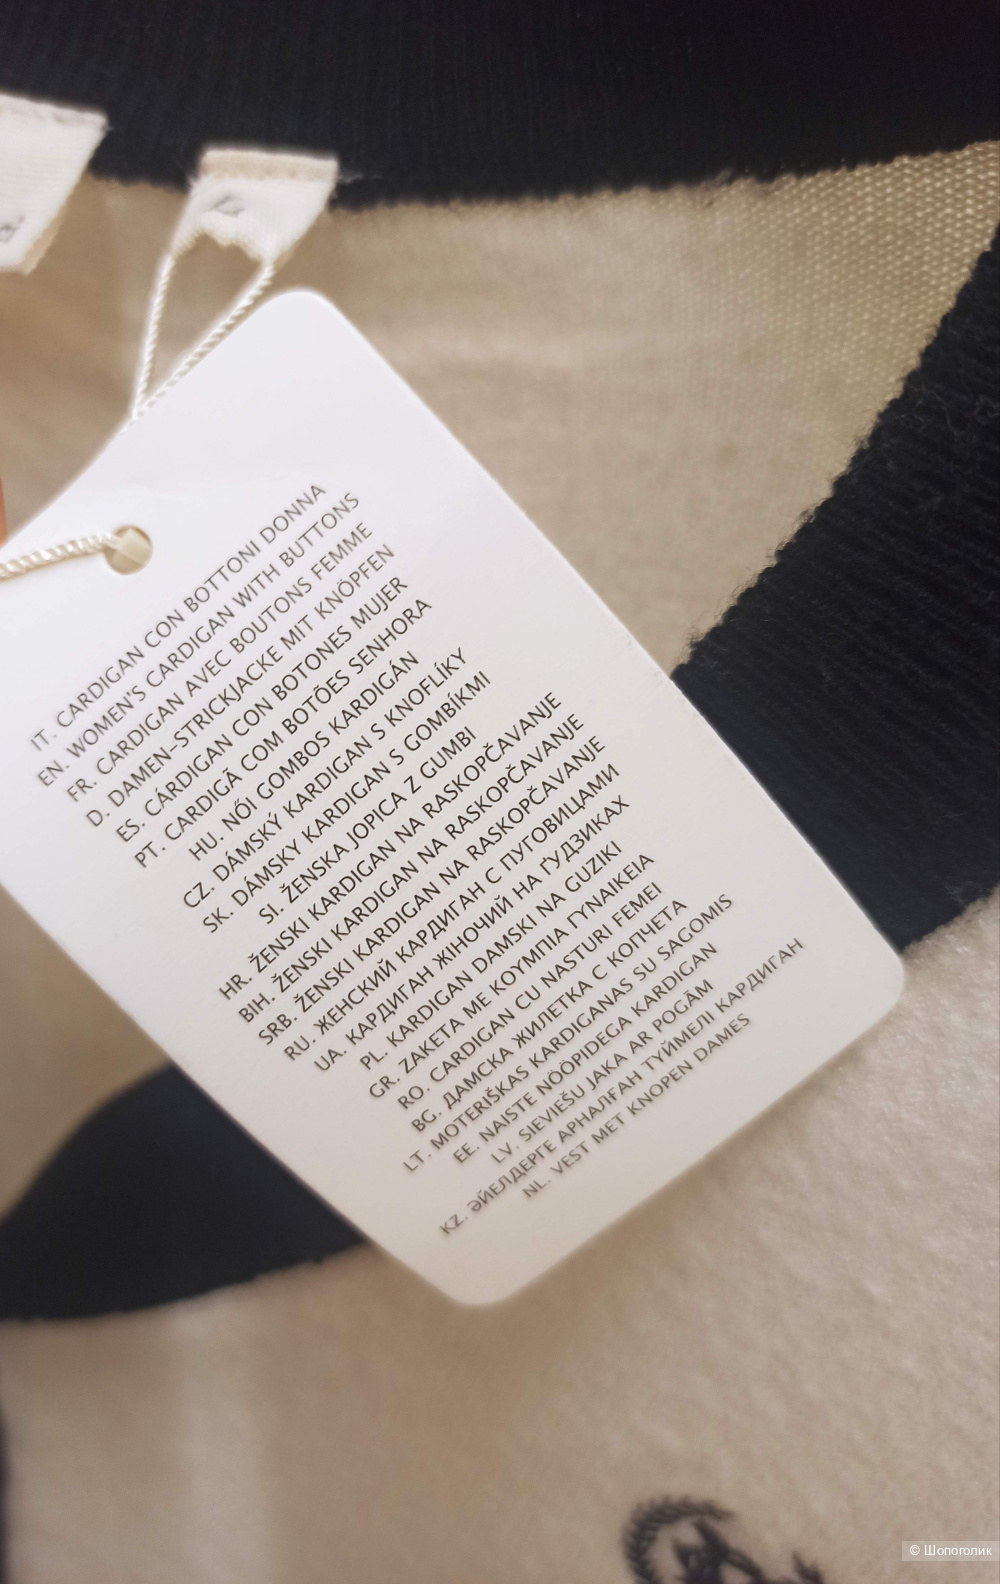 IT. CARDIGAN CON BOTTONI DONNA
EN. WOMEN'S CARDIGAN WITH BUTTONS
FR. CARDIGAN AVEC BOUTONS FEMME
D. DAMEN-STRICKJACKE MIT KNÖPFEN
ES. CÁRDIGAN CON BOTONES MUJER
PT. CARDIGÃ COM BOTÕES SENHORA
HU. NŐI GOMBOS KARDIGÁN
CZ. DÁMSKÝ KARDIGAN S KNOFLÍKY
SK. DÁMSKY KARDIGAN S GOMBÍKMI
SI. ŽENSKA JOPICA Z GUMBI
HR. ŽENSKI KARDIGAN NA RASKOPČAVANJE
BIH. ŽENSKI KARDIGAN NA RASKOPČAVANJE
SRB. ŽENSKI KARDIGAN NA RASKOPČAVANJE
RU. ЖЕНСКИЙ КАРДИГАН С ПУГОВИЦАМИ
UA. КАРДИГАН ЖІНОЧИЙ НА ҐУДЗИКАХ
PL. KARDIGAN DAMSKI NA GUZIKI
GR. ΖΑΚΕΤΑ ΜΕ ΚΟΥΜΠΙΑ ΓΥΝΑΙΚΕΙΑ
RO. CARDIGAN CU NASTURI FEMEI
BG. ДАМСКА ЖИЛЕТКА С КОПЧЕТА
LT. MOTERIŠKAS KARDIGANAS SU SAGOMIS
EE. NAISTE NÖÖPIDEGA KARDIGAN
LV. SIEVIEŠU JAKA AR POGĀM
KZ. ӘЙЕЛДЕРГЕ АРНАЛҒАН ТҮЙМЕЛІ КАРДИГАН
NL. VEST MET KNOPEN DAMES
© Шопоголик